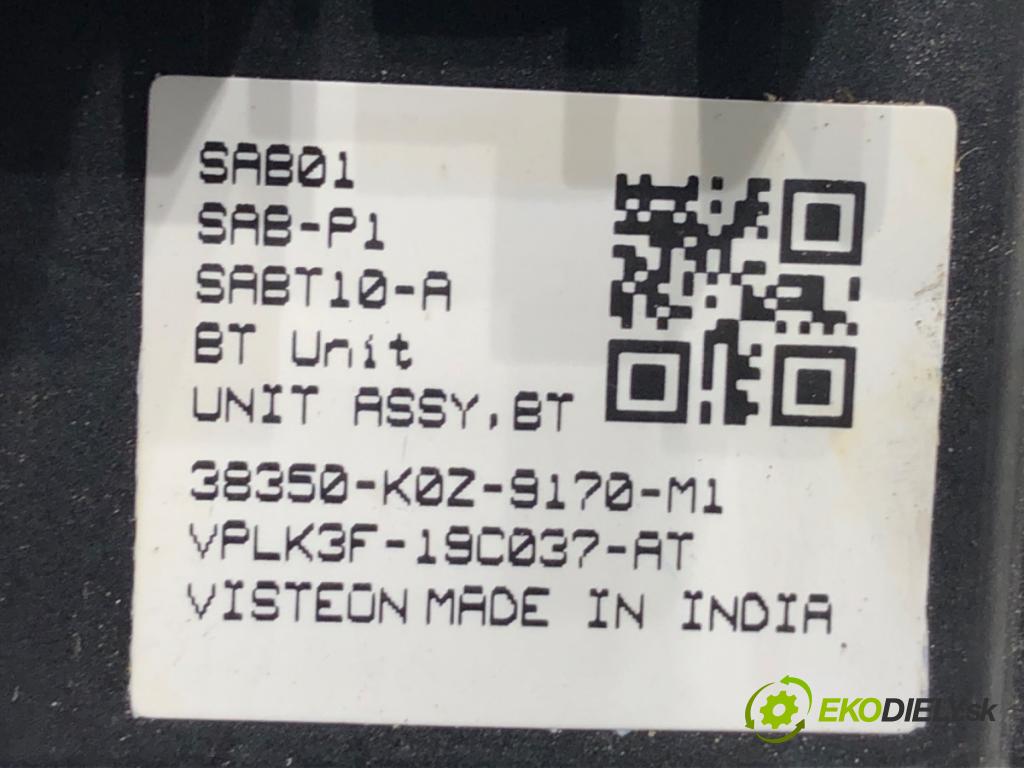 SAB01
SAB-P1
SABT10-A
BT Unit
UNIT ASSY,BT
38350-K0Z-9170-M1
VPLK3F-19C037-AT
VISTEON MADE IN INDIA
EKODIELY.sk